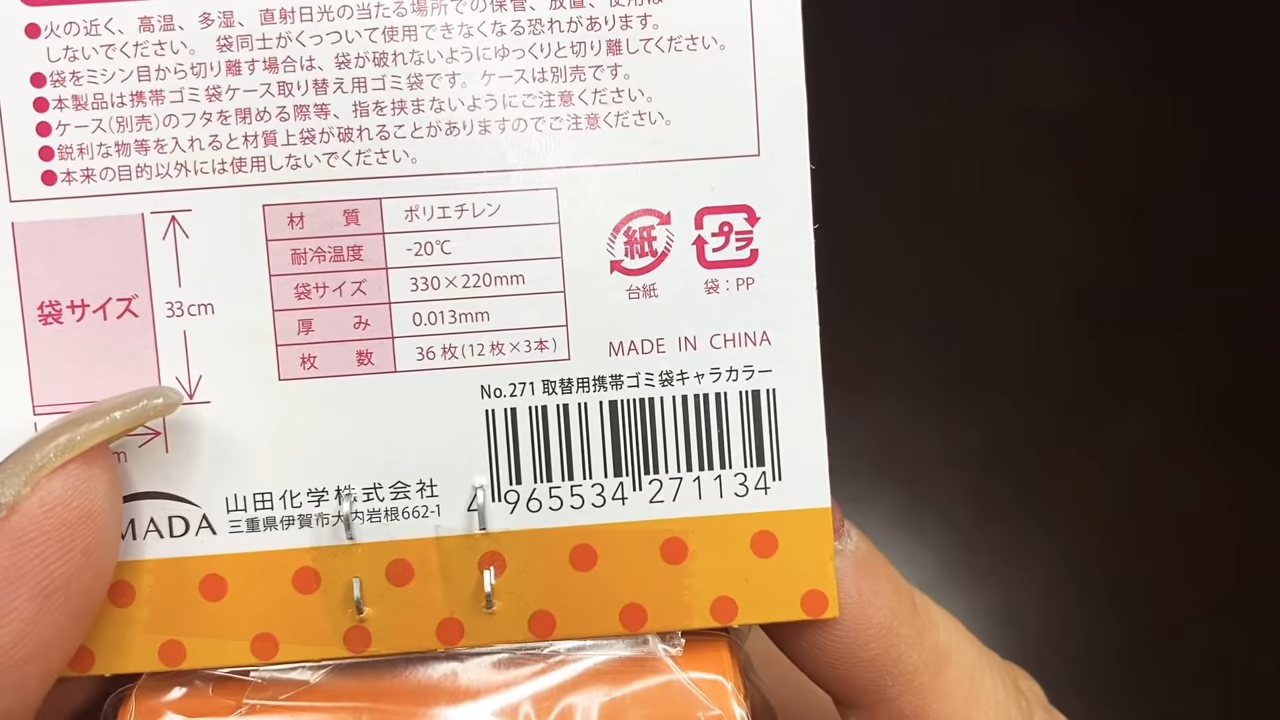 ●火の近く、高温、多湿、直射日光の当たる場所での保管、放置、使用は
しないでください。 袋同士がくっついて使用できなくなる恐れがあります。
●袋をミシン目から切り離す場合は、袋が破れないようにゆっくりと切り離してください。
●本製品は携帯ゴミ袋ケース取り替え用ゴミ袋です。ケースは別売です。
●ケース(別売)のフタを閉める際等、指を挟まないようにご注意ください。
●鋭利な物等を入れると材質上袋が破れることがありますのでご注意ください。
●本来の目的以外には使用しないでください。
袋サイズ
33cm
m
材 質 ポリエチレン
耐冷温度 -20℃
袋サイズ 330×220mm
厚 み 0.013mm
枚 数 36枚(12枚×3本)
紙
台紙
プラ
袋:PP
MADE IN CHINA
No.271 取替用携帯ゴミ袋キャラカラー
4 965534 271134
MADA
山田化学株式会社
三重県伊賀市大内岩根662-1